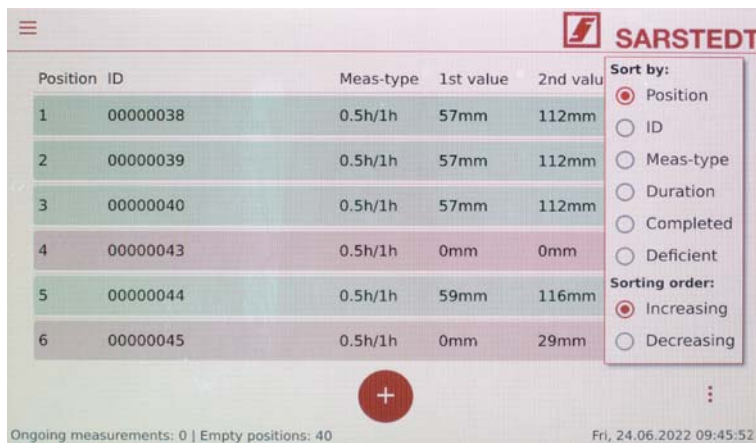 SARSTEDT
Position ID Meas-type 1st value 2nd valu
1 00000038 0.5h/1h 57mm 112mm
2 00000039 0.5h/1h 57mm 112mm
3 00000040 0.5h/1h 57mm 112mm
4 00000043 0.5h/1h 0mm 0mm
5 00000044 0.5h/1h 59mm 116mm
6 00000045 0.5h/1h 0mm 29mm
Sort by:
Position
ID
Meas-type
Duration
Completed
Deficient
Sorting order:
Increasing
Decreasing
+
Ongoing measurements: 0 | Empty positions: 40
Fri, 24.06.2022 09:45:52